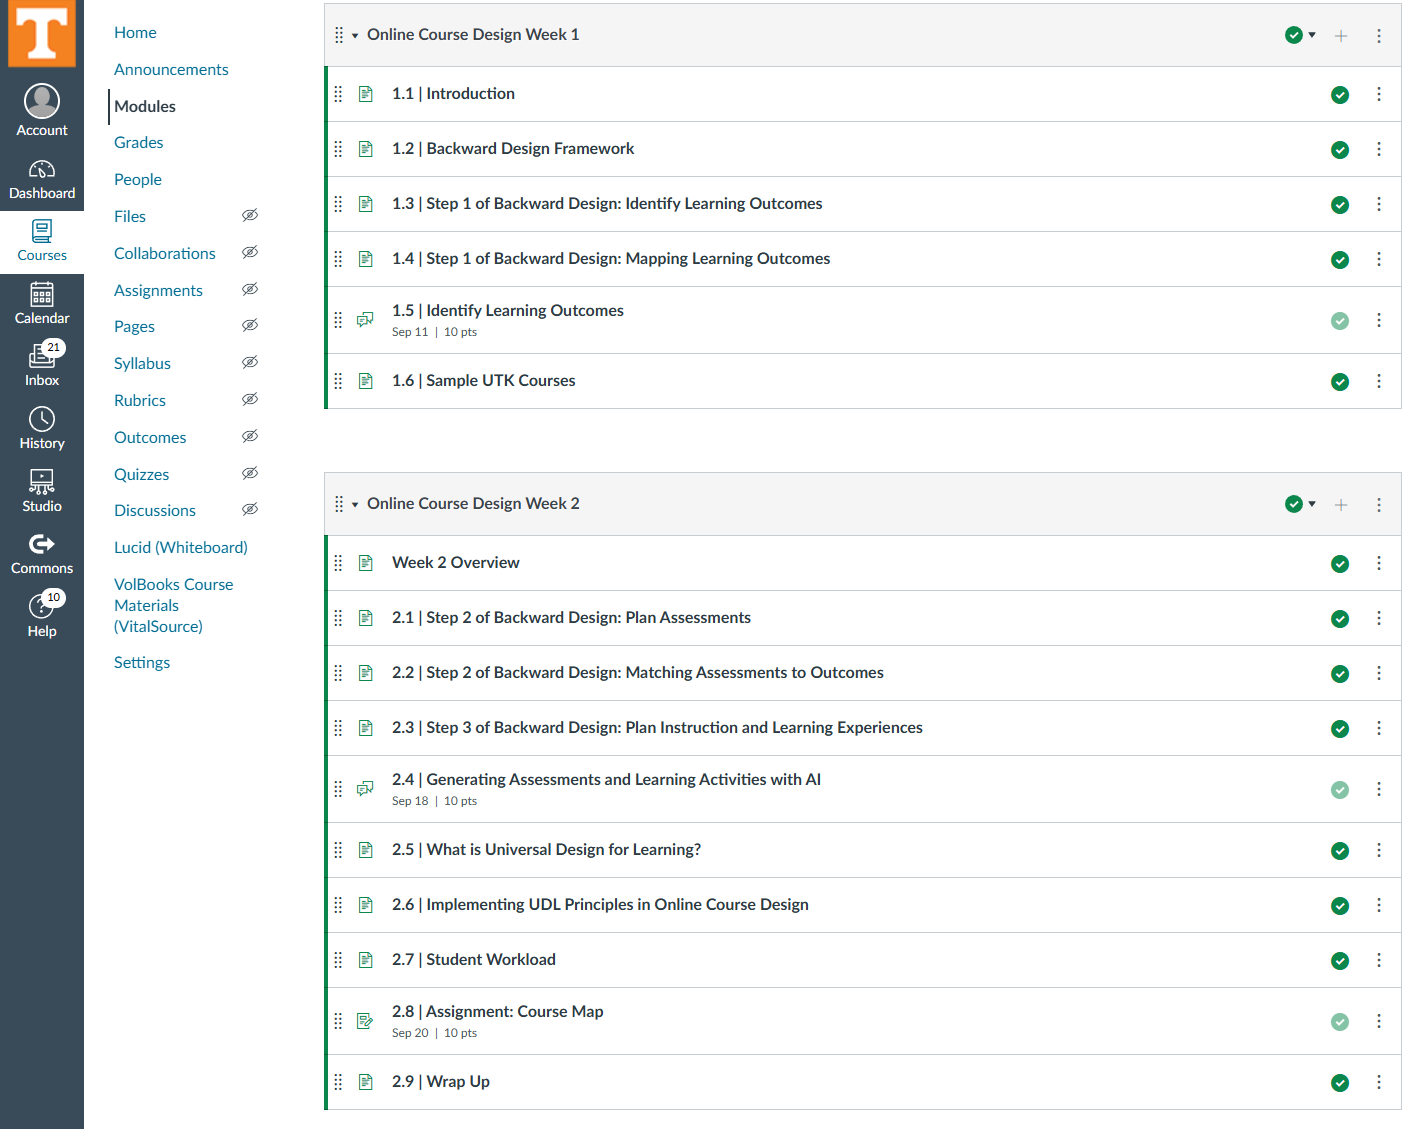 T
Account
Dashboard
Courses
Calendar
21
Inbox
History
Studio
Commons
10
Help
Home
Announcements
Modules
Grades
People
Files
Collaborations
Assignments
Pages
Syllabus
Rubrics
Outcomes
Quizzes
Discussions
Lucid (Whiteboard)
VolBooks Course
Materials
(VitalSource)
Settings
Online Course Design Week 1
1.1 | Introduction
1.2 | Backward Design Framework
1.3 | Step 1 of Backward Design: Identify Learning Outcomes
1.4 | Step 1 of Backward Design: Mapping Learning Outcomes
1.5 | Identify Learning Outcomes
Sep 11 | 10 pts
1.6 | Sample UTK Courses
Online Course Design Week 2
Week 2 Overview
2.1 | Step 2 of Backward Design: Plan Assessments
2.2 | Step 2 of Backward Design: Matching Assessments to Outcomes
2.3 | Step 3 of Backward Design: Plan Instruction and Learning Experiences
2.4 | Generating Assessments and Learning Activities with AI
Sep 18 | 10 pts
2.5 | What is Universal Design for Learning?
2.6 | Implementing UDL Principles in Online Course Design
2.7 | Student Workload
2.8 | Assignment: Course Map
Sep 20 | 10 pts
2.9 | Wrap Up